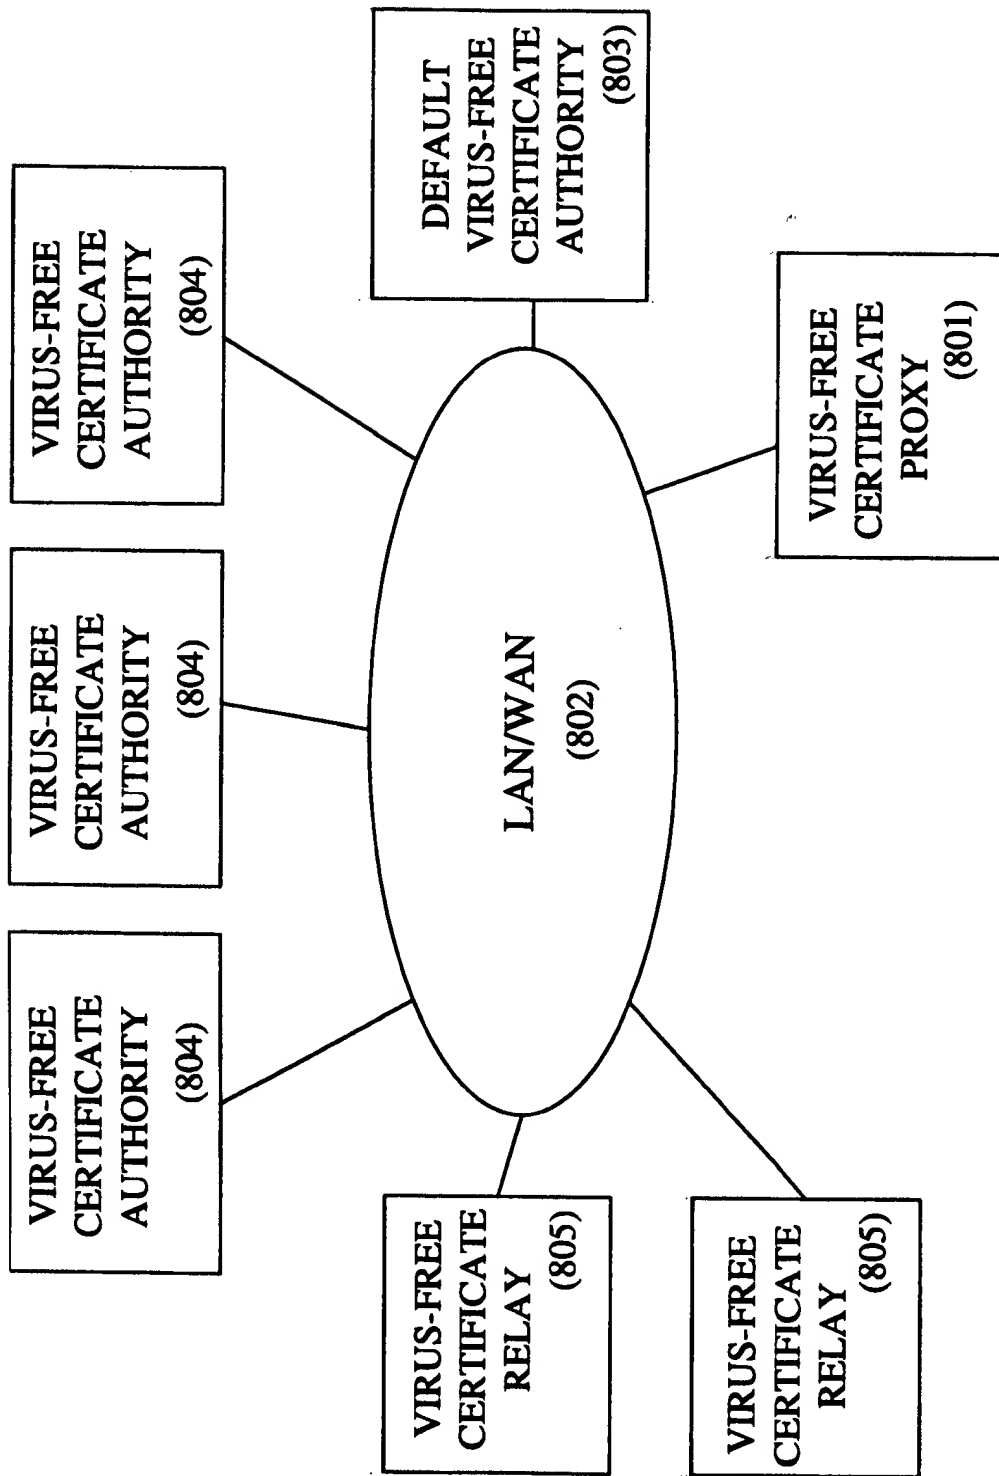 VIRUS-FREE
CERTIFICATE
AUTHORITY
(804)
VIRUS-FREE
CERTIFICATE
AUTHORITY
(804)
VIRUS-FREE
CERTIFICATE
AUTHORITY
(804)
VIRUS-FREE
CERTIFICATE
RELAY
(805)
LAN/WAN
(802)
DEFAULT
VIRUS-FREE
CERTIFICATE
AUTHORITY
(803)
VIRUS-FREE
CERTIFICATE
RELAY
(805)
VIRUS-FREE
CERTIFICATE
PROXY
(801)